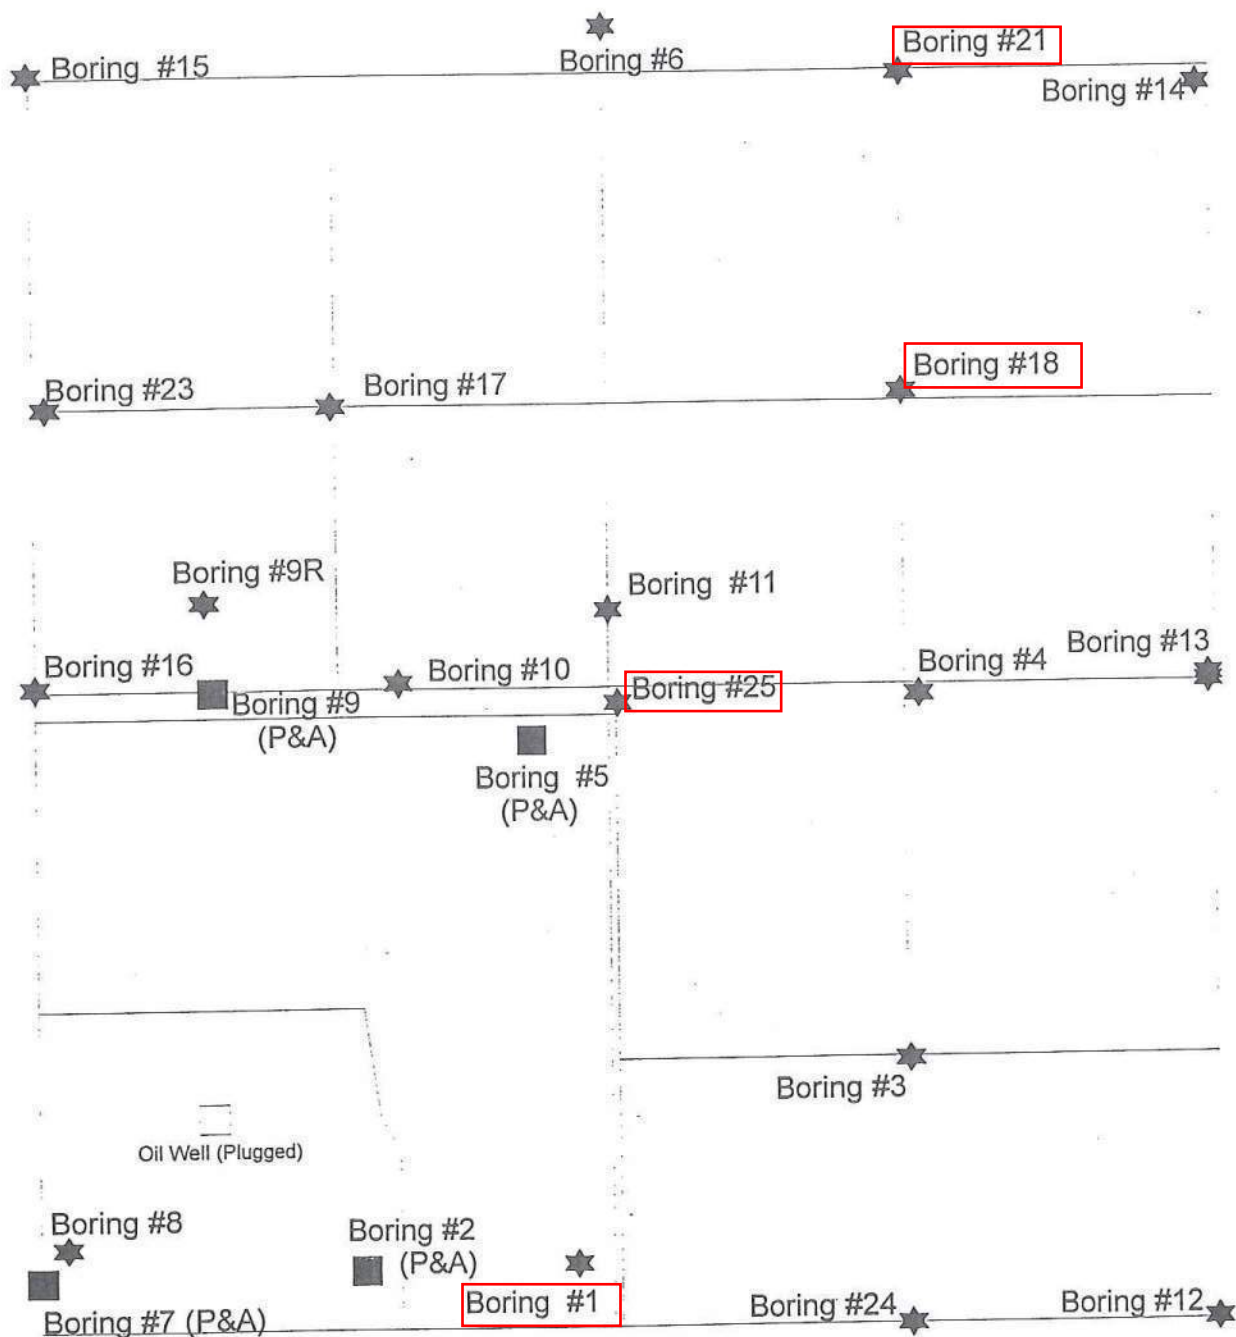 Boring #15
Boring #6
Boring #21
Boring #14
Boring #23
Boring #17
Boring #18
Boring #9R
Boring #11
Boring #16
Boring #10
Boring #4
Boring #13
Boring #9
(P&A)
Boring #25
Boring #5
(P&A)
Boring #3
Oil Well (Plugged)
Boring #8
Boring #2
(P&A)
Boring #7 (P&A)
Boring #1
Boring #24
Boring #12